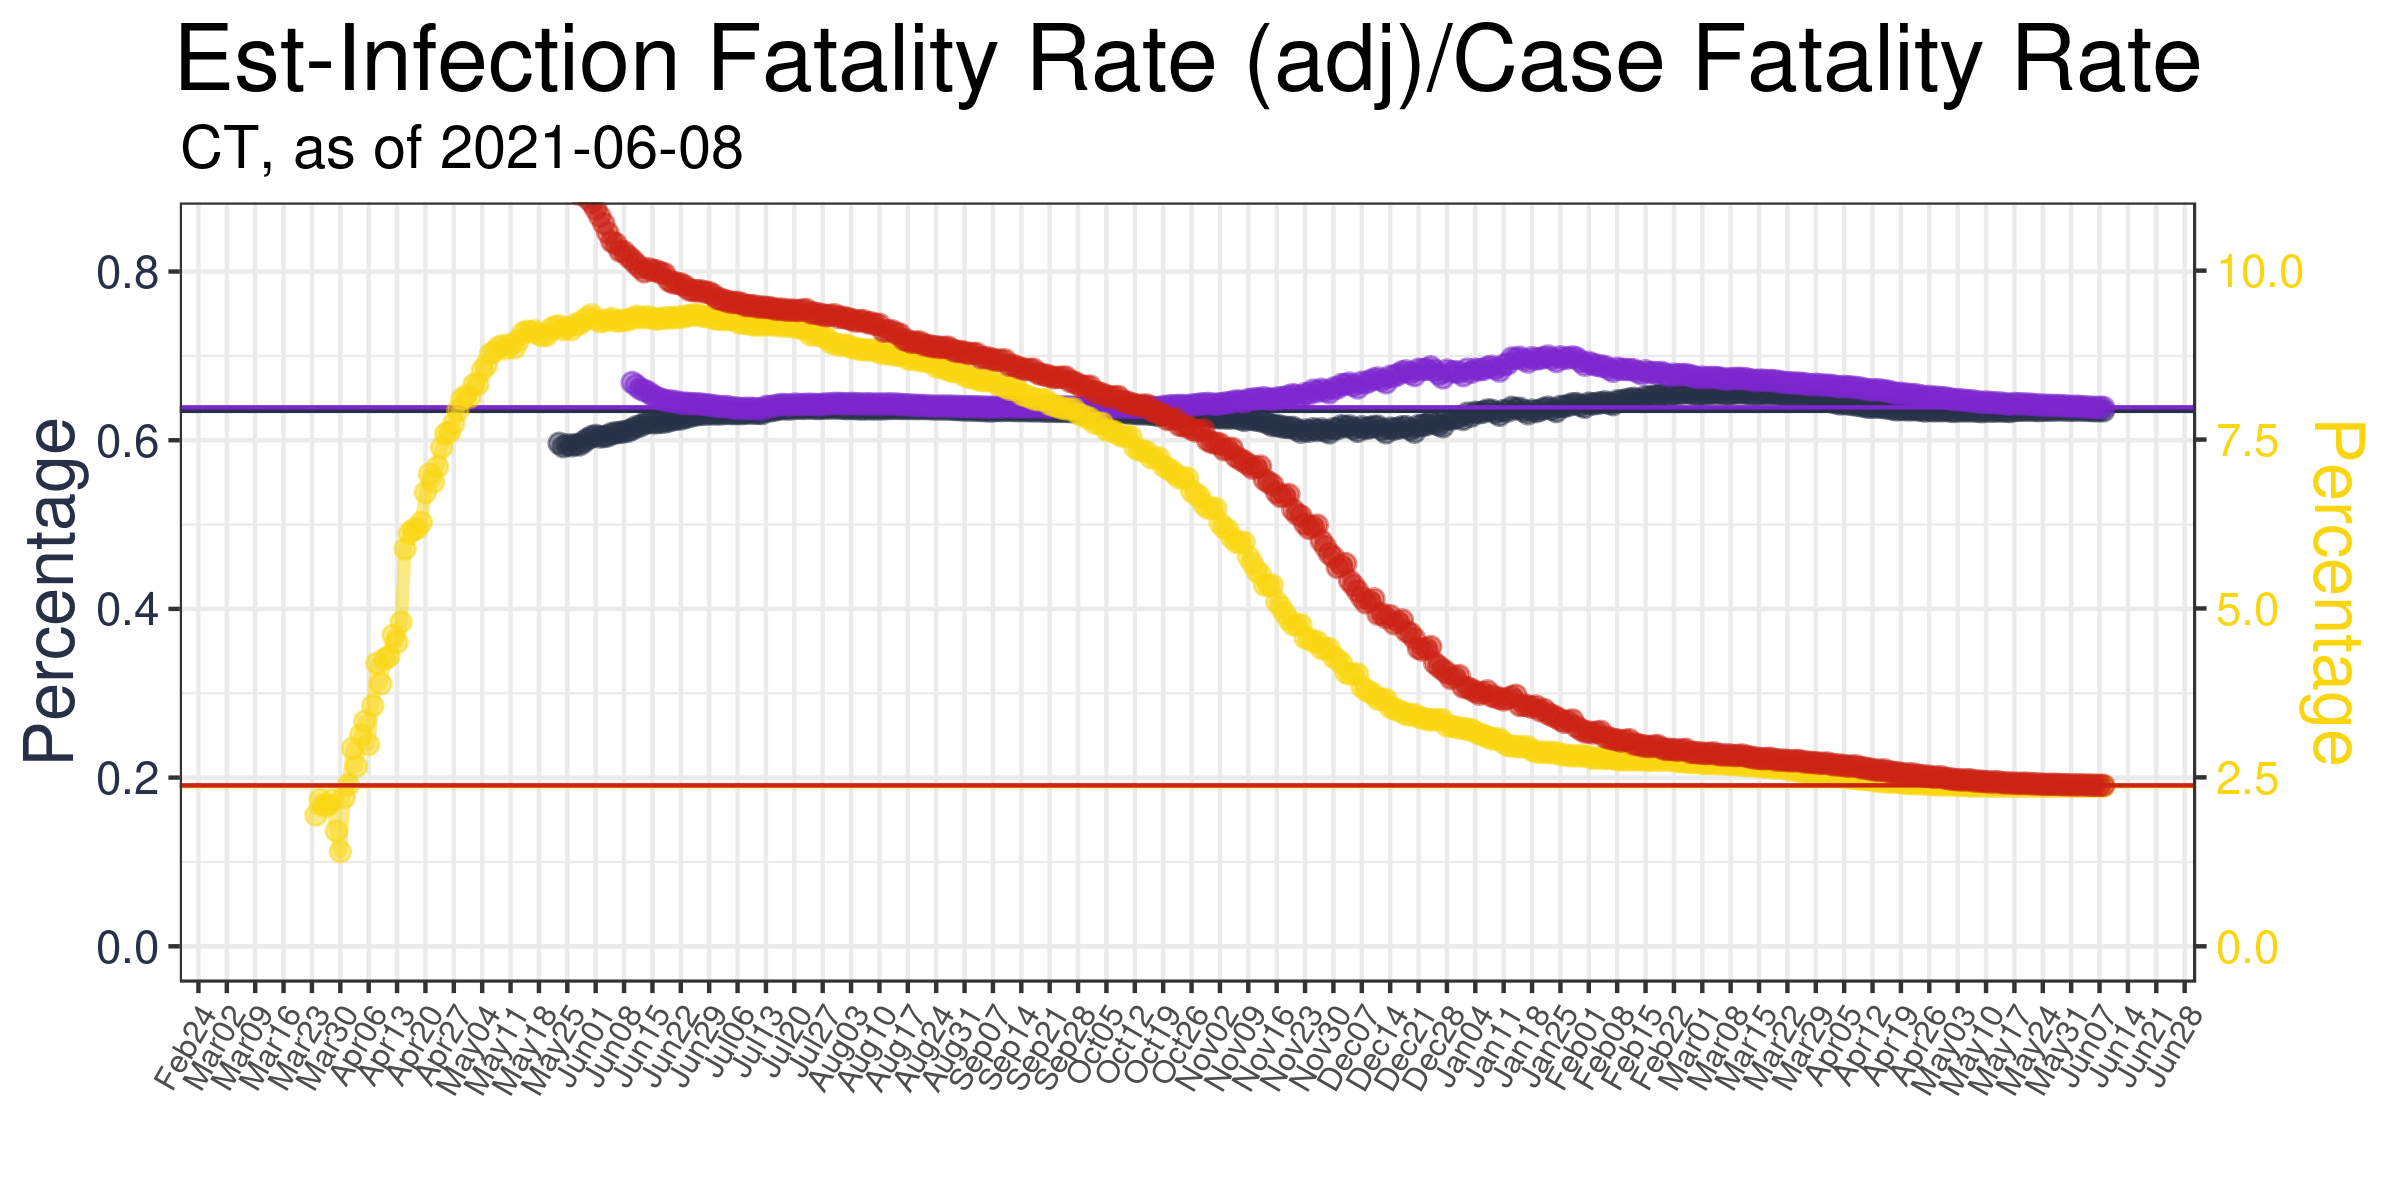 Est-Infection Fatality Rate (adj)/Case Fatality Rate
CT, as of 2021-06-08
Percentage
0.8
0.6
0.4
0.2
0.0
10.0
7.5
5.0
2.5
0.0
Percentage
Feb24
Mar02
Mar09
Mar16
Mar23
Mar30
Apr06
Apr13
Apr20
Apr27
May04
May11
May18
May25
Jun01
Jun08
Jun15
Jun22
Jun29
Jul06
Jul13
Jul20
Jul27
Aug03
Aug10
Aug17
Aug24
Aug31
Sep07
Sep14
Sep21
Sep28
Oct05
Oct12
Oct19
Oct26
Nov02
Nov09
Nov16
Nov23
Nov30
Dec07
Dec14
Dec21
Dec28
Jan04
Jan11
Jan18
Jan25
Feb01
Feb08
Feb15
Feb22
Mar01
Mar08
Mar15
Mar22
Mar29
Apr05
Apr12
Apr19
Apr26
May03
May10
May17
May24
May31
Jun07
Jun14
Jun21
Jun28